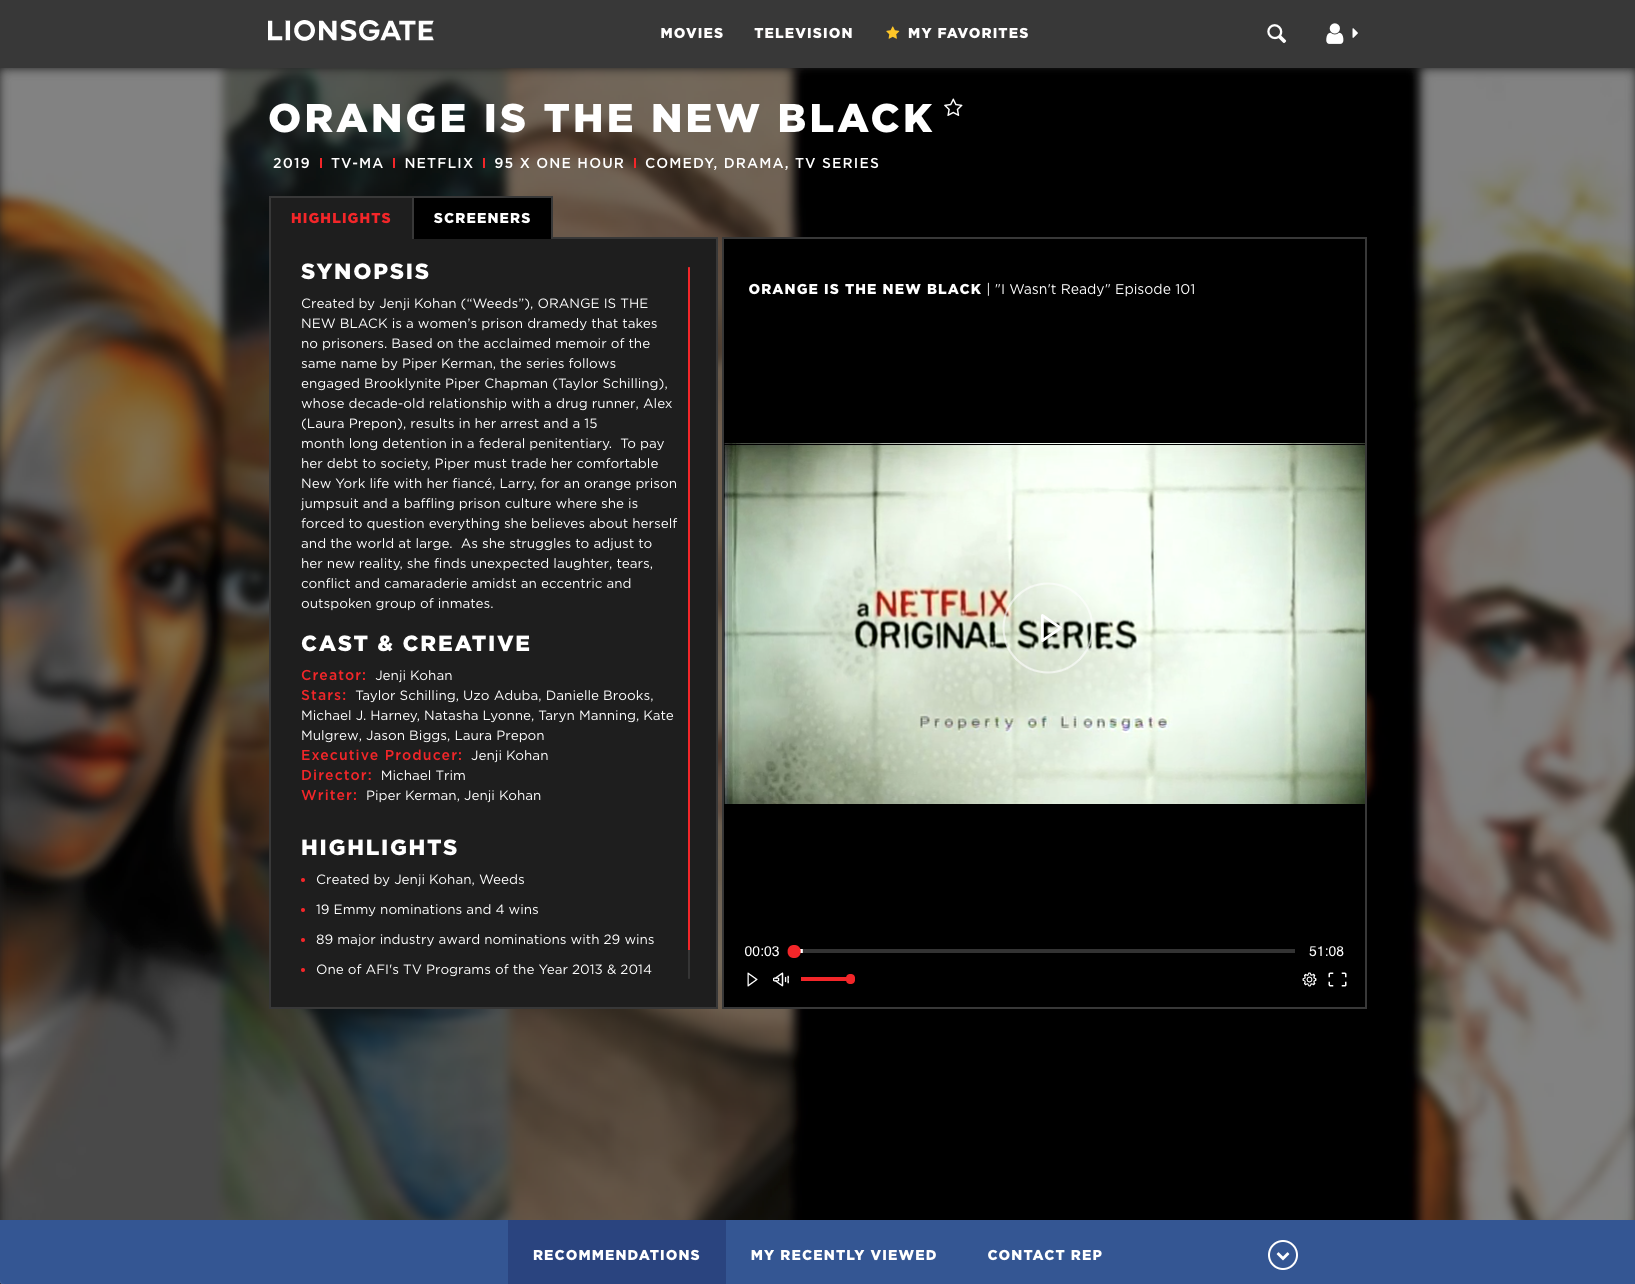 LIONSGATE
MOVIES TELEVISION MY FAVORITES
ORANGE IS THE NEW BLACK
2019 | TV-MA | NETFLIX | 95 X ONE HOUR | COMEDY, DRAMA, TV SERIES
HIGHLIGHTS SCREENERS
SYNOPSIS
Created by Jenji Kohan (“Weeds”), ORANGE IS THE
NEW BLACK is a women’s prison dramedy that takes
no prisoners. Based on the acclaimed memoir of the
same name by Piper Kerman, the series follows
engaged Brooklynite Piper Chapman (Taylor Schilling),
whose decade-old relationship with a drug runner, Alex
(Laura Prepon), results in her arrest and a 15
month long detention in a federal penitentiary.  To pay
her debt to society, Piper must trade her comfortable
New York life with her fiancé, Larry, for an orange prison
jumpsuit and a baffling prison culture where she is
forced to question everything she believes about herself
and the world at large.  As she struggles to adjust to
her new reality, she finds unexpected laughter, tears,
conflict and camaraderie amidst an eccentric and
outspoken group of inmates.
CAST & CREATIVE
Creator: Jenji Kohan
Stars: Taylor Schilling, Uzo Aduba, Danielle Brooks,
Michael J. Harney, Natasha Lyonne, Taryn Manning, Kate
Mulgrew, Jason Biggs, Laura Prepon
Executive Producer: Jenji Kohan
Director: Michael Trim
Writer: Piper Kerman, Jenji Kohan
HIGHLIGHTS
• Created by Jenji Kohan, Weeds
• 19 Emmy nominations and 4 wins
• 89 major industry award nominations with 29 wins
• One of AFI's TV Programs of the Year 2013 & 2014
ORANGE IS THE NEW BLACK | "I Wasn't Ready" Episode 101
a NETFLIX
ORIGINAL SERIES
Property of Lionsgate
00:03 51:08
RECOMMENDATIONS MY RECENTLY VIEWED CONTACT REP